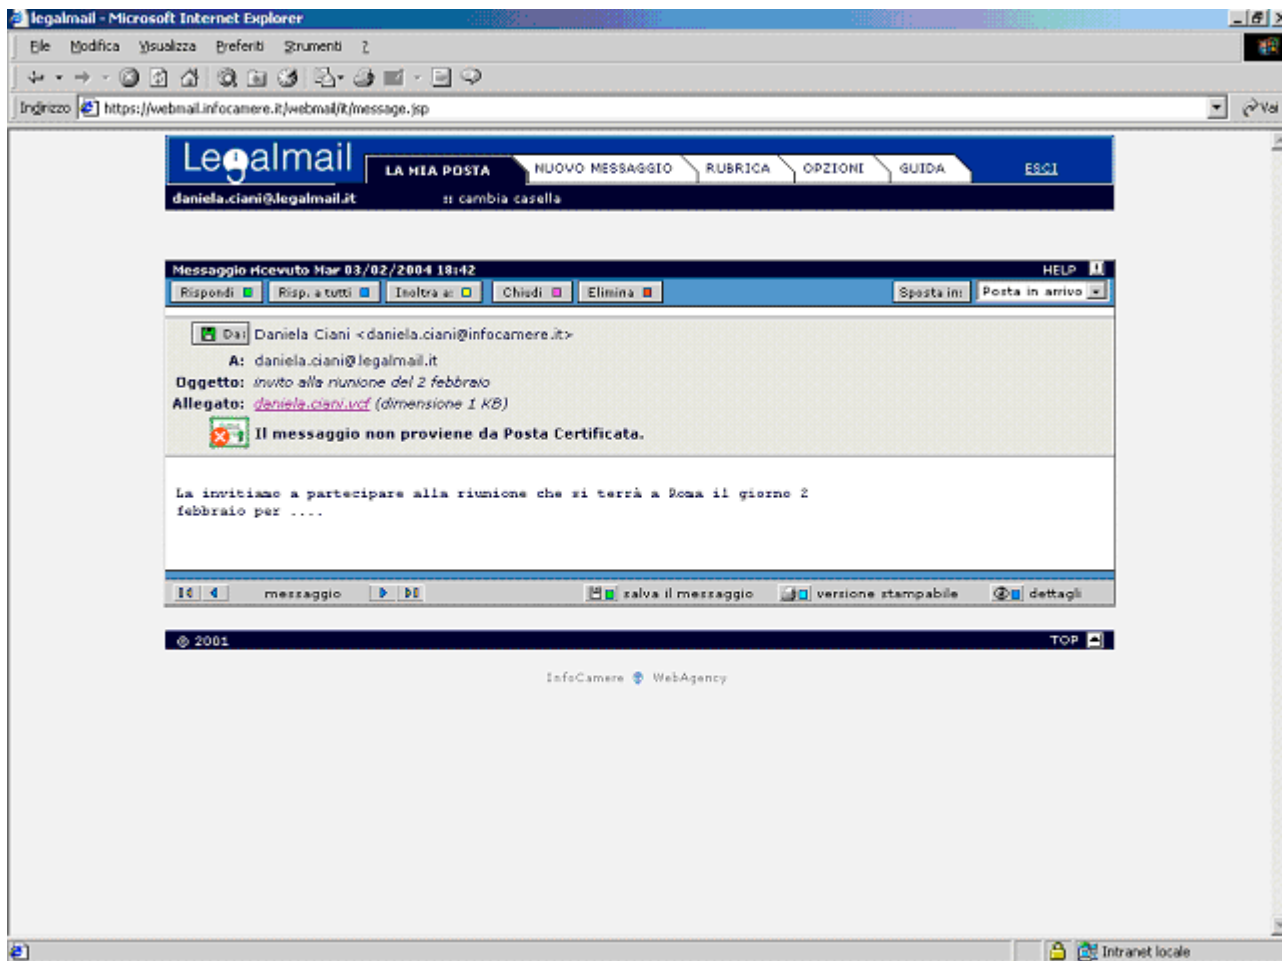 legalmail - Microsoft Internet Explorer
File Modifica Visualizza Preferiti Strumenti ?
Indirizzo https://webmail.infocamere.it/webmail/it/message.jsp Vai
Legalmail LA MIA POSTA NUOVO MESSAGGIO RUBRICA OPZIONI GUIDA ESCI
daniela.ciani@legalmail.it :: cambia casella
Messaggio ricevuto Mar 03/02/2004 18:42 HELP !
Rispondi Risp. a tutti Inoltra a: Chiudi Elimina Sposta in: Posta in arrivo
Da: Daniela Ciani <daniela.ciani@infocamere.it>
A: daniela.ciani@legalmail.it
Oggetto: invito alla riunione del 2 febbraio
Allegato: daniela.ciani.vcf (dimensione 1 KB)
Il messaggio non proviene da Posta Certificata.
La invitiamo a partecipare alla riunione che si terrà a Roma il giorno 2
febbraio per ....
messaggio salva il messaggio versione stampabile dettagli
© 2001 TOP
InfoCamere WebAgency
Intranet locale